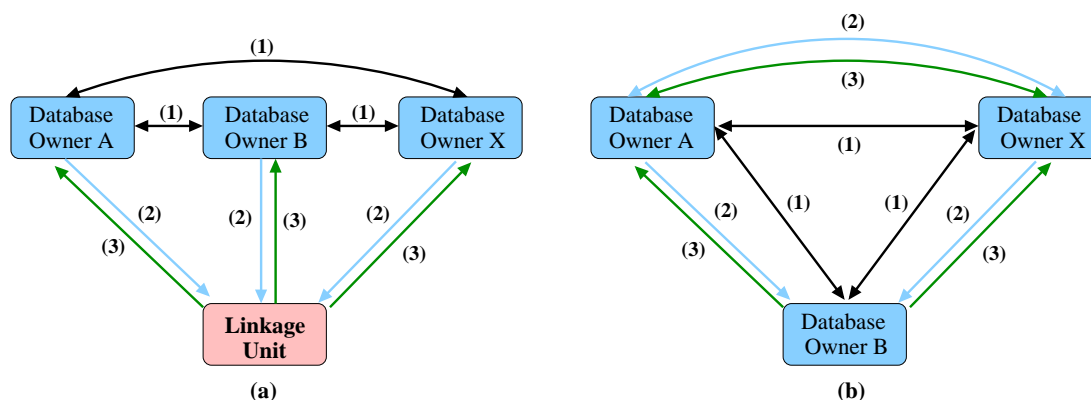 (1)
Database
Owner A
(1)
Database
Owner B
(1)
Database
Owner X
(2)
(3)
(2)
(3)
(2)
(3)
Linkage
Unit
(a)
(2)
(3)
Database
Owner A
(1)
Database
Owner X
(2)
(3)
(1)
(1)
(2)
(3)
Database
Owner B
(b)